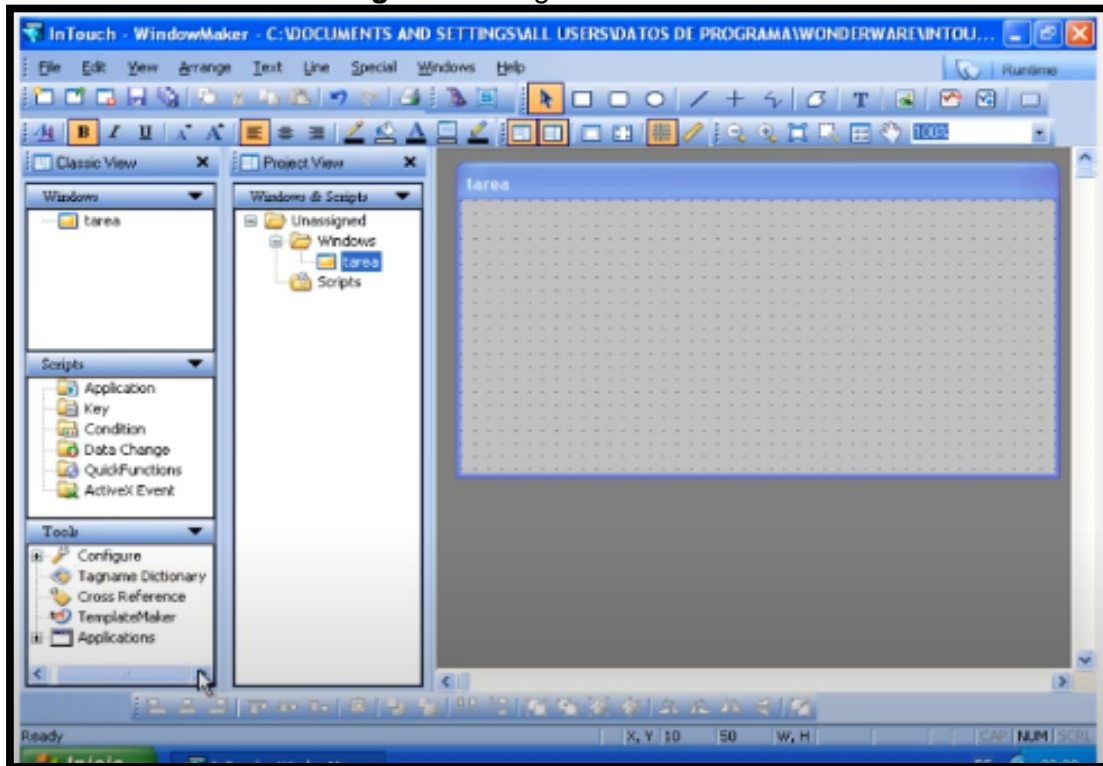 InTouch - WindowMaker - C:\DOCUMENTS AND SETTINGS\ALL USERS\DATOS DE PROGRAMA\WONDERWARE\INTOU...
File Edit View Arrange Text Line Special Windows Help
Runtime
B I U A A
T
100%
Classic View
Project View
Windows
tarea
Windows & Scripts
Unassigned
Windows
tarea
Scripts
tarea
Scripts
Application
Key
Condition
Data Change
QuickFunctions
ActiveX Event
Tools
Configure
Tagname Dictionary
Cross Reference
TemplateMaker
Applications
Ready
X, Y 10 50 W, H CAP NUM SCRL